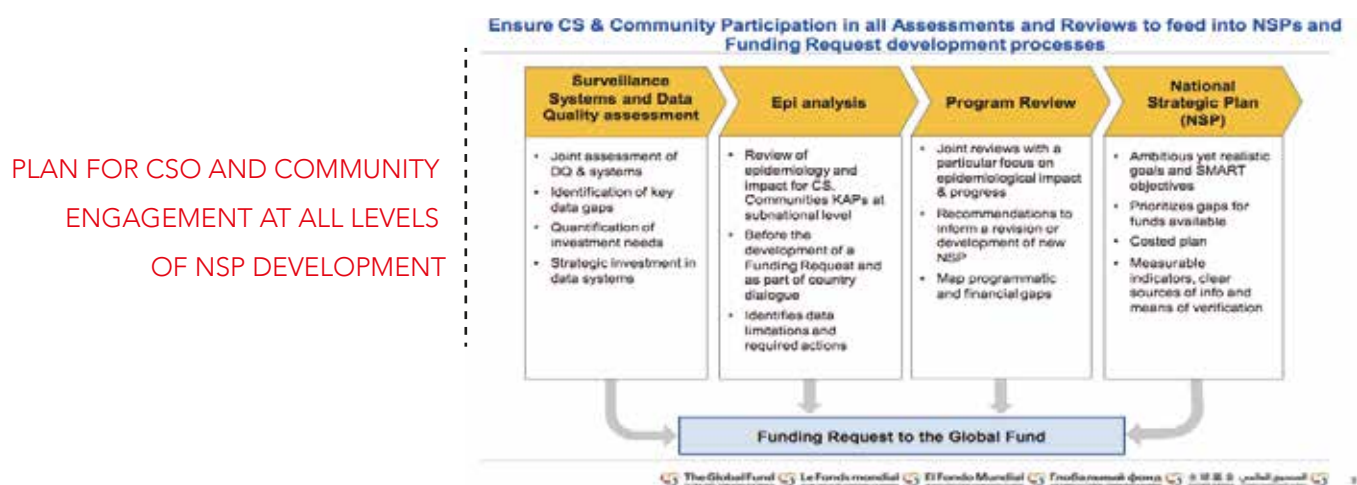 PLAN FOR CSO AND COMMUNITY
ENGAGEMENT AT ALL LEVELS
OF NSP DEVELOPMENT
Ensure CS & Community Participation in all Assessments and Reviews to feed into NSPs and
Funding Request development processes
Surveillance
Systems and Data
Quality assessment
• Joint assessment of
DQ & systems
• Identification of key
data gaps
• Quantification of
investment needs
• Strategic investment in
data systems
Epi analysis
• Review of
epidemiology and
impact for CS,
Communities KAPs at
subnational level
• Before the
development of a
Funding Request and
as part of country
dialogue
• Identifies data
limitations and
required actions
Program Review
• Joint reviews with a
particular focus on
epidemiological impact
& progress
• Recommendations to
inform a revision or
development of new
NSP
• Map programmatic
and financial gaps
National
Strategic Plan
(NSP)
• Ambitious yet realistic
goals and SMART
objectives
• Prioritizes gaps for
funds available
• Costed plan
• Measurable
indicators, clear
sources of info and
means of verification
Funding Request to the Global Fund
The Global Fund Le Fonds mondial El Fondo Mundial Глобальный фонд